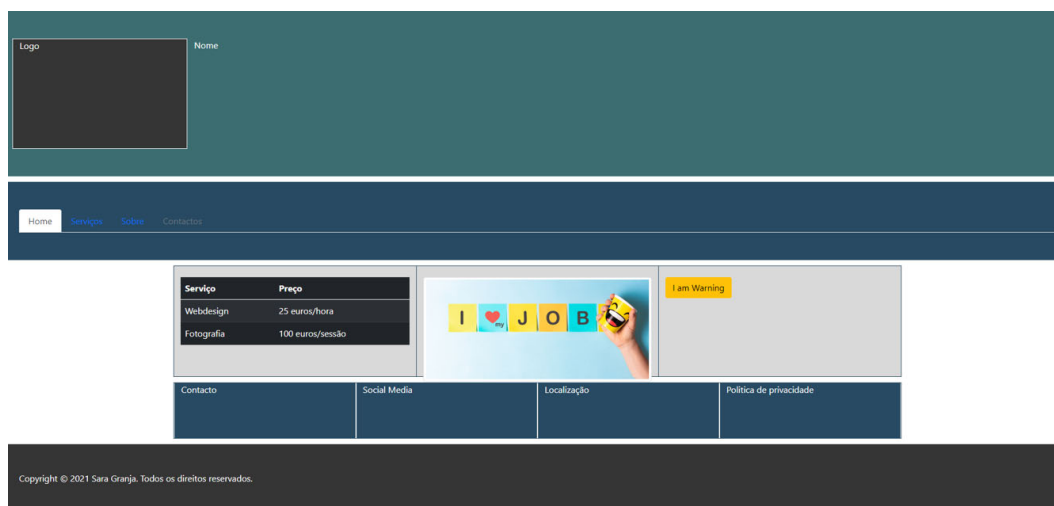 Logo
Nome
Home Serviços Sobre Contactos
Serviço Preço
Webdesign 25 euros/hora
Fotografia 100 euros/sessão
I my J O B
I am Warning
Contacto
Social Media
Localização
Politica de privacidade
Copyright © 2021 Sara Granja. Todos os direitos reservados.